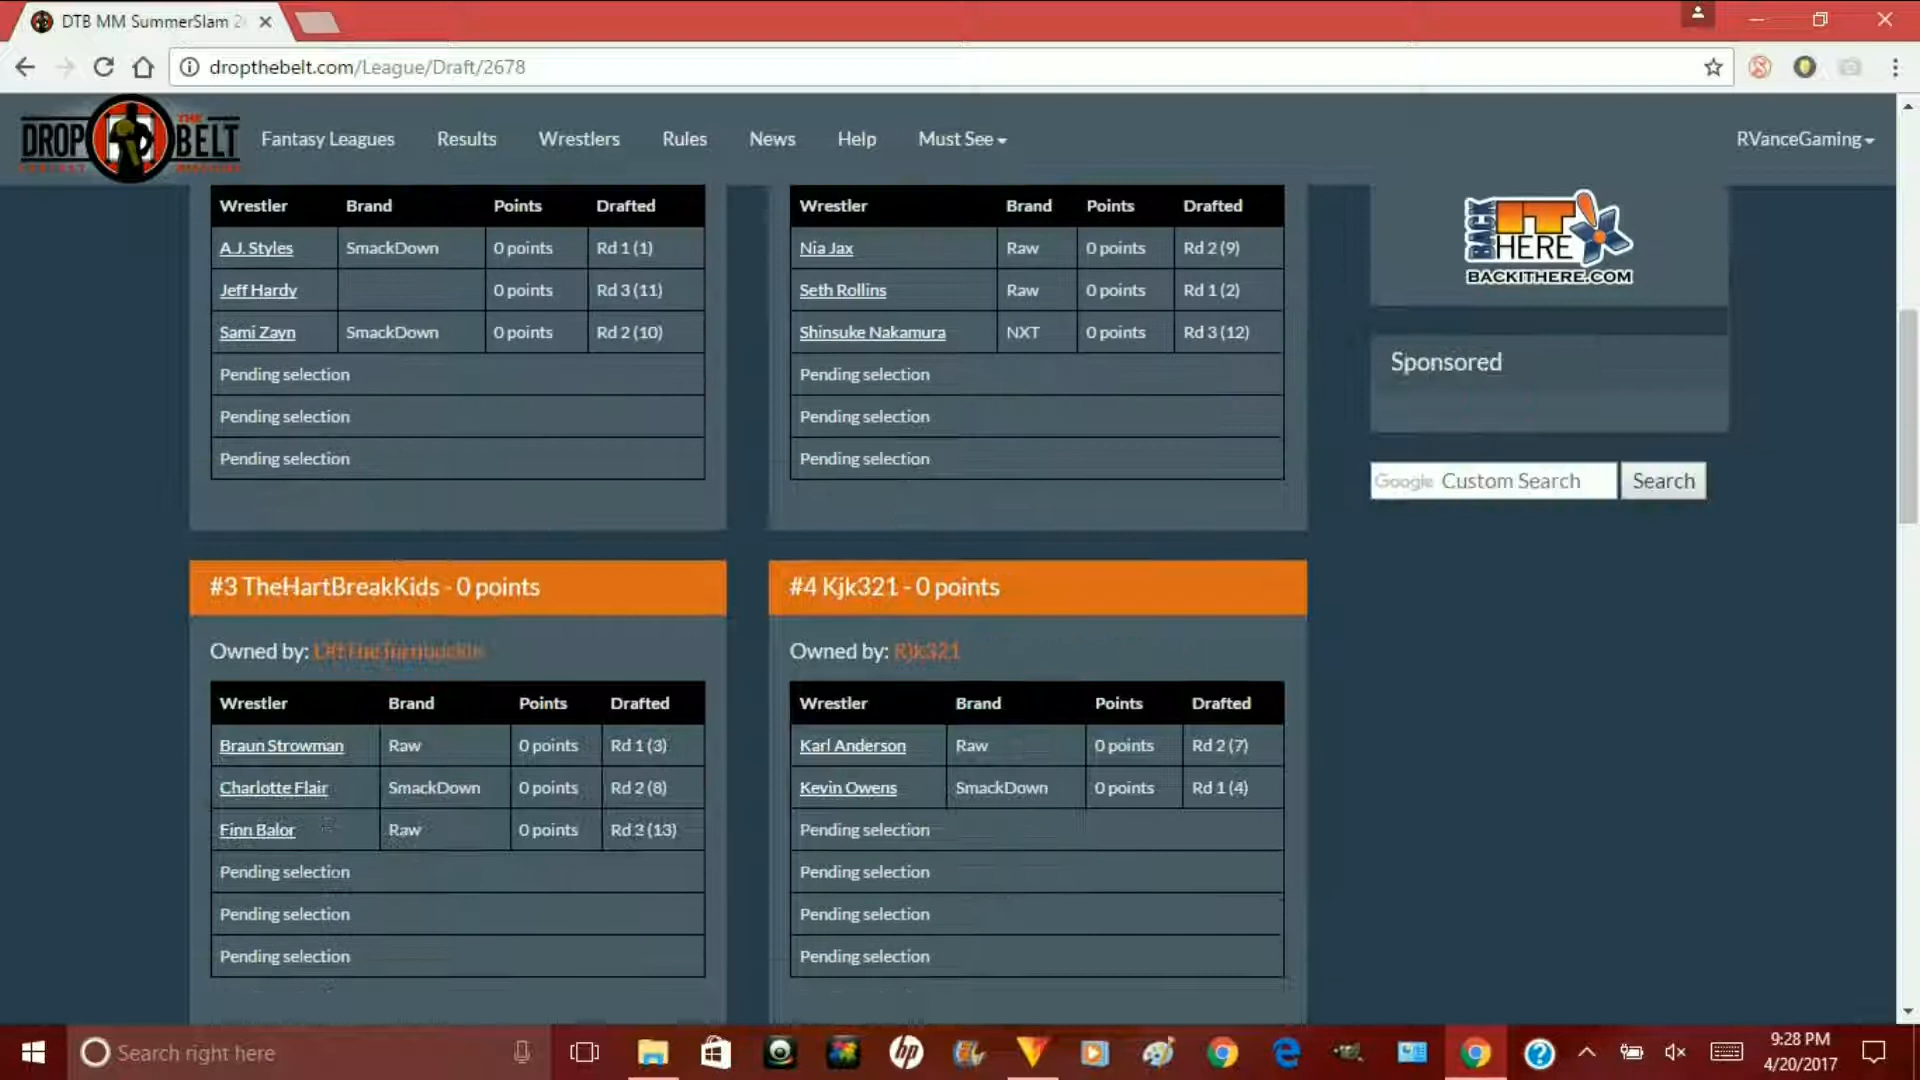 DTB MM SummerSlam 2
dropthebelt.com/League/Draft/2678
DROP THE BELT
Fantasy Leagues Results Wrestlers Rules News Help Must See RVanceGaming
Wrestler Brand Points Drafted
A.J. Styles SmackDown 0 points Rd 1 (1)
Jeff Hardy 0 points Rd 3 (11)
Sami Zayn SmackDown 0 points Rd 2 (10)
Pending selection
Pending selection
Pending selection
Wrestler Brand Points Drafted
Nia Jax Raw 0 points Rd 2 (9)
Seth Rollins Raw 0 points Rd 1 (2)
Shinsuke Nakamura NXT 0 points Rd 3 (12)
Pending selection
Pending selection
Pending selection
BACK IT HERE
BACKITHERE.COM
Sponsored
Google Custom Search Search
#3 TheHartBreakKids - 0 points
Owned by:
Wrestler Brand Points Drafted
Braun Strowman Raw 0 points Rd 1 (3)
Charlotte Flair SmackDown 0 points Rd 2 (8)
Finn Balor Raw 0 points Rd 3 (13)
Pending selection
Pending selection
Pending selection
#4 Kjk321 - 0 points
Owned by:
Wrestler Brand Points Drafted
Karl Anderson Raw 0 points Rd 2 (7)
Kevin Owens SmackDown 0 points Rd 1 (4)
Pending selection
Pending selection
Pending selection
Pending selection
Search right here
9:28 PM
4/20/2017